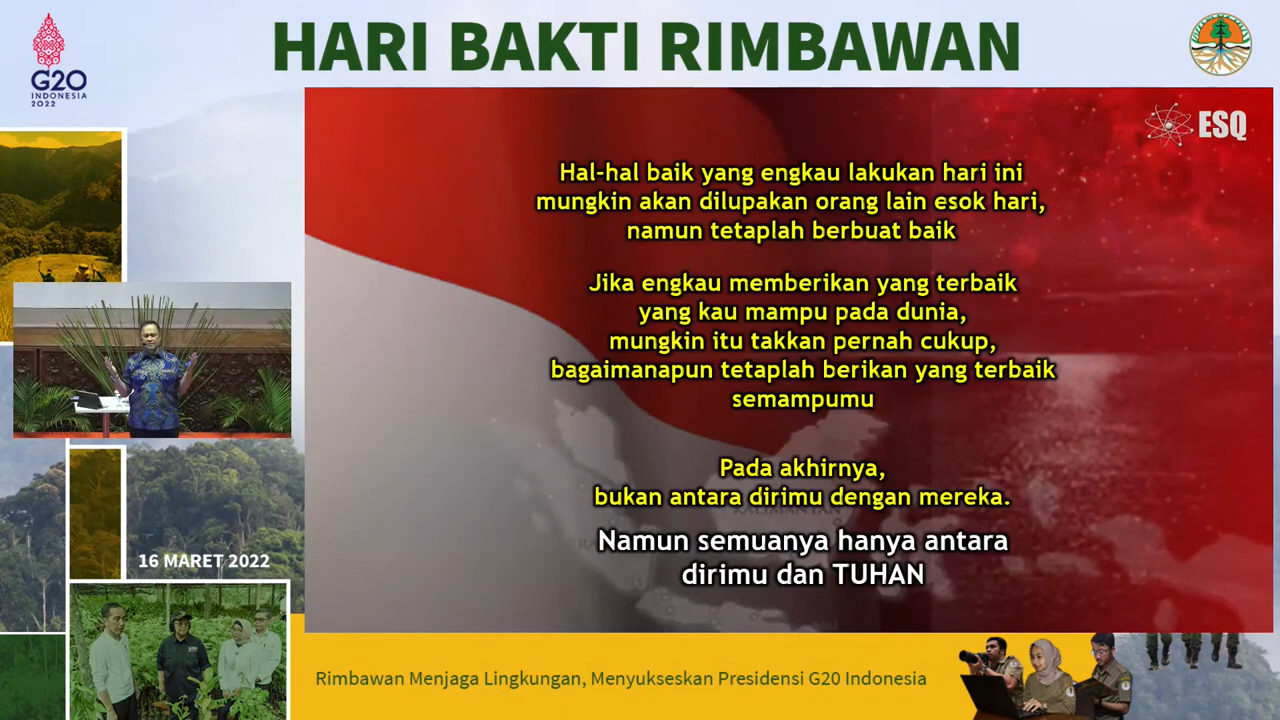 G20
INDONESIA
2022
HARI BAKTI RIMBAWAN
ESQ
Hal-hal baik yang engkau lakukan hari ini
mungkin akan dilupakan orang lain esok hari,
namun tetaplah berbuat baik
Jika engkau memberikan yang terbaik
yang kau mampu pada dunia,
mungkin itu takkan pernah cukup,
bagaimanapun tetaplah berikan yang terbaik
semampumu
Pada akhirnya,
bukan antara dirimu dengan mereka.
KALIMANTAN
Namun semuanya hanya antara
dirimu dan TUHAN
16 MARET 2022
Rimbawan Menjaga Lingkungan, Menyukseskan Presidensi G20 Indonesia